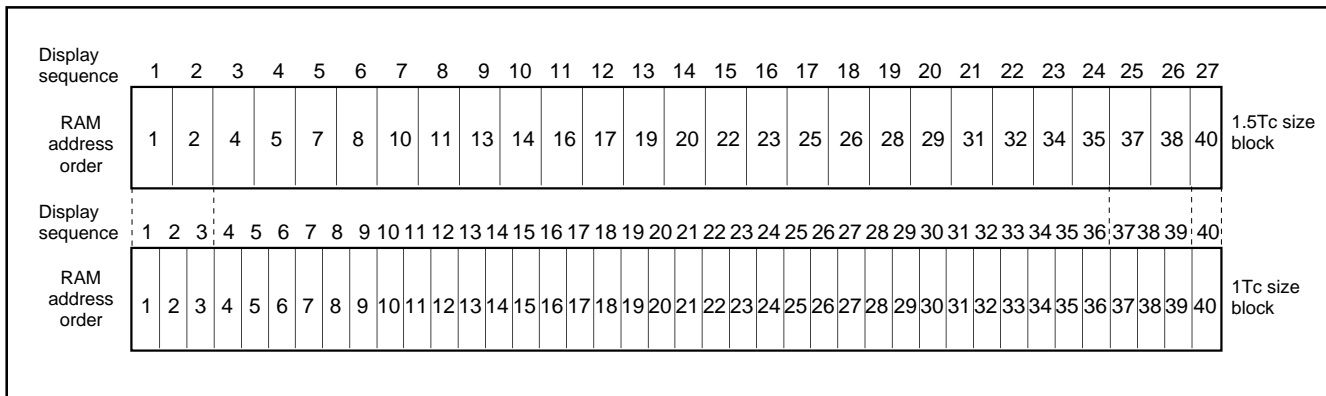 Display
sequence 1 2 3 4 5 6 7 8 9 10 11 12 13 14 15 16 17 18 19 20 21 22 23 24 25 26 27
RAM
address
order
1 2 4 5 7 8 10 11 13 14 16 17 19 20 22 23 25 26 28 29 31 32 34 35 37 38 40
1.5Tc size
block
Display
sequence 1 2 3 4 5 6 7 8 9 10 11 12 13 14 15 16 17 18 19 20 21 22 23 24 25 26 27 28 29 30 31 32 33 34 35 36 37 38 39 40
RAM
address
order
1 2 3 4 5 6 7 8 9 10 11 12 13 14 15 16 17 18 19 20 21 22 23 24 25 26 27 28 29 30 31 32 33 34 35 36 37 38 39 40
1Tc size
block